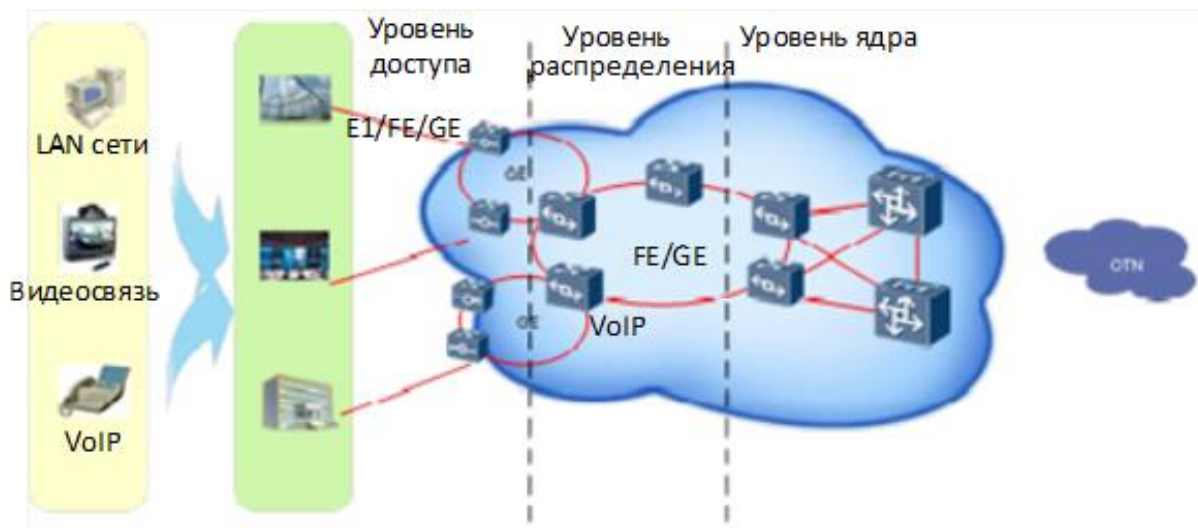 Уровень
доступа
Уровень
распределения
Уровень ядра
LAN сети
Видеосвязь
VoIP
E1/FE/GE
GE
GE
FE/GE
VoIP
OTN